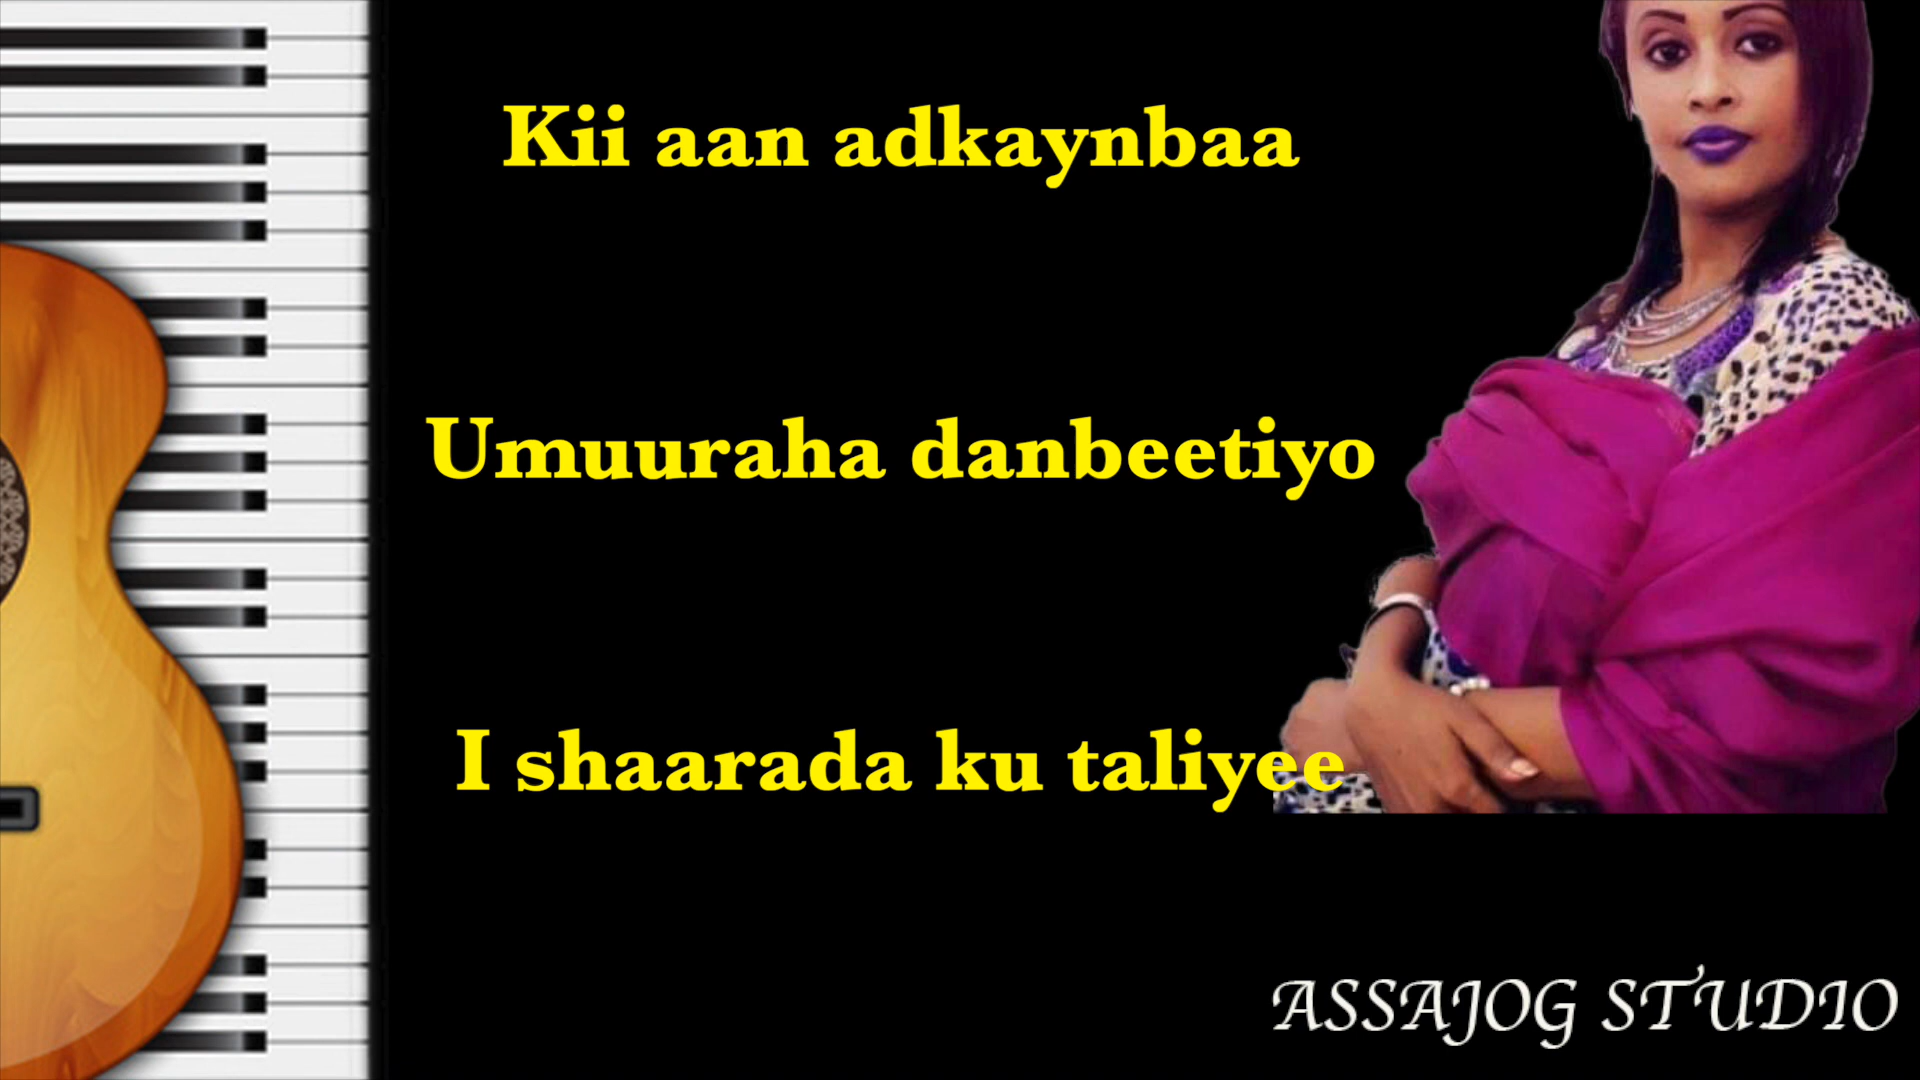 Kii aan adkaynbaa
Umuuraha danbeetiyo
I shaarada ku taliyee
ASSAJOG STUDIO